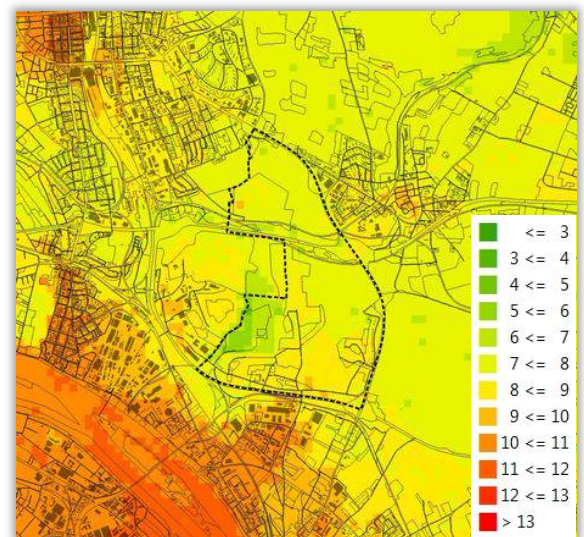 <= 3
3 <= 4
4 <= 5
5 <= 6
6 <= 7
7 <= 8
8 <= 9
9 <= 10
10 <= 11
11 <= 12
12 <= 13
> 13